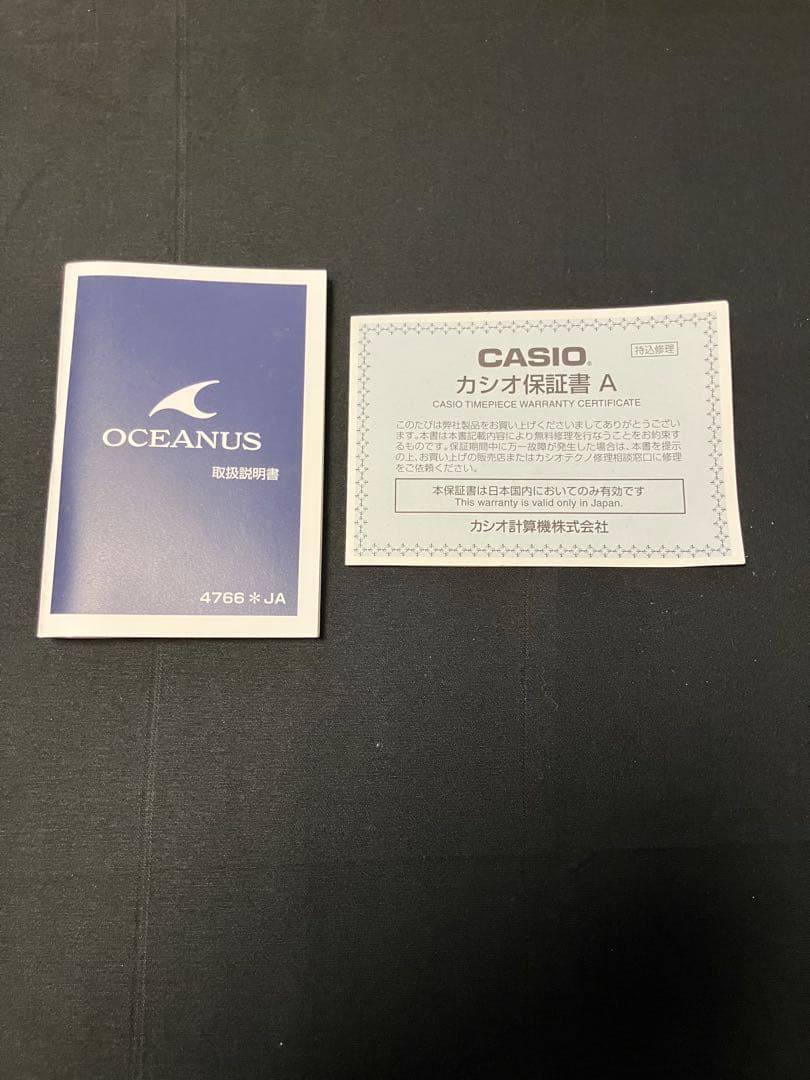 OCEANUS
取扱説明書
4766＊JA
CASIO®
持込修理
カシオ保証書 A
CASIO TIMEPIECE WARRANTY CERTIFICATE
このたびは弊社製品をお買い上げくださいましてありがとうござい
ます。本書は本書記載内容により無料修理を行なうことをお約束す
るものです。保証期間中に万一故障が発生した場合は、本書を提示
の上、お買い上げの販売店またはカシオテクノ修理相談窓口に修理
をご依頼ください。
本保証書は日本国内においてのみ有効です
This warranty is valid only in Japan.
カシオ計算機株式会社